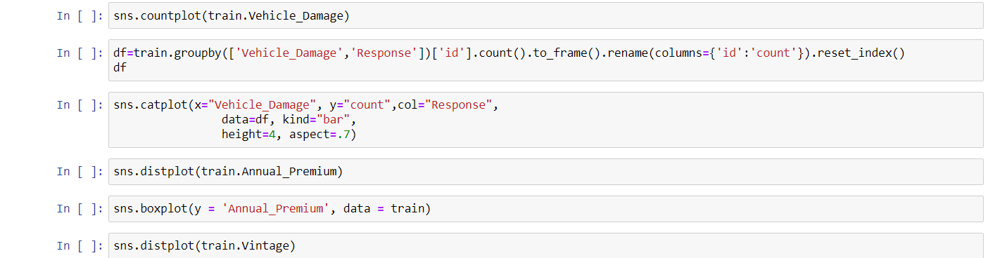 In [ ]: sns.countplot(train.Vehicle_Damage)
In [ ]: df=train.groupby(['Vehicle_Damage','Response'])['id'].count().to_frame().rename(columns={'id':'count'}).reset_index()
df
In [ ]: sns.catplot(x="Vehicle_Damage", y="count",col="Response",
                data=df, kind="bar",
                height=4, aspect=.7)
In [ ]: sns.distplot(train.Annual_Premium)
In [ ]: sns.boxplot(y = 'Annual_Premium', data = train)
In [ ]: sns.distplot(train.Vintage)